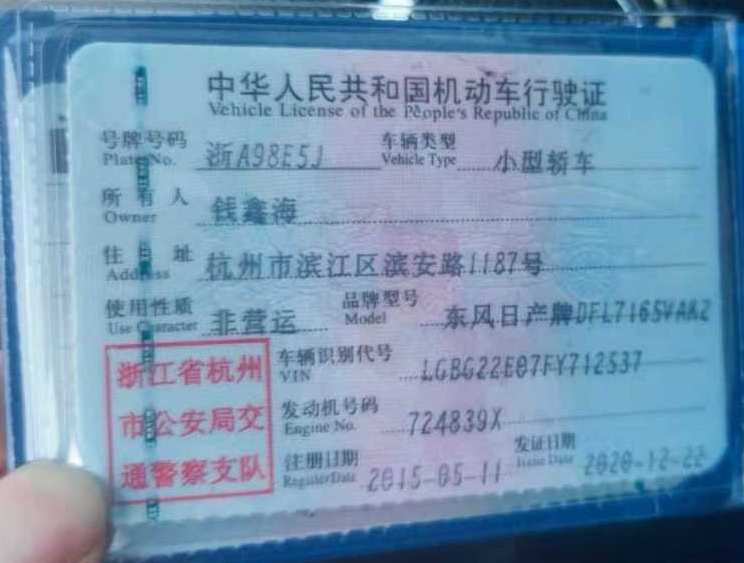 中华人民共和国机动车行驶证
Vehicle License of the People's Republic of China
号牌号码 浙A98E5J 车辆类型 小型轿车
Plate No. Vehicle Type
所有人 钱鑫海
Owner
住址 杭州市滨江区滨安路1187号
Address
使用性质 非营运 品牌型号 东风日产牌DFL7165VAK2
Use Character Model
浙江省杭州
市公安局交
通警察支队
车辆识别代号 LGBG22E07FY712537
VIN
发动机号码 724839X
Engine No.
注册日期 2015-05-11 发证日期 2020-12-22
Register Date Issue Date